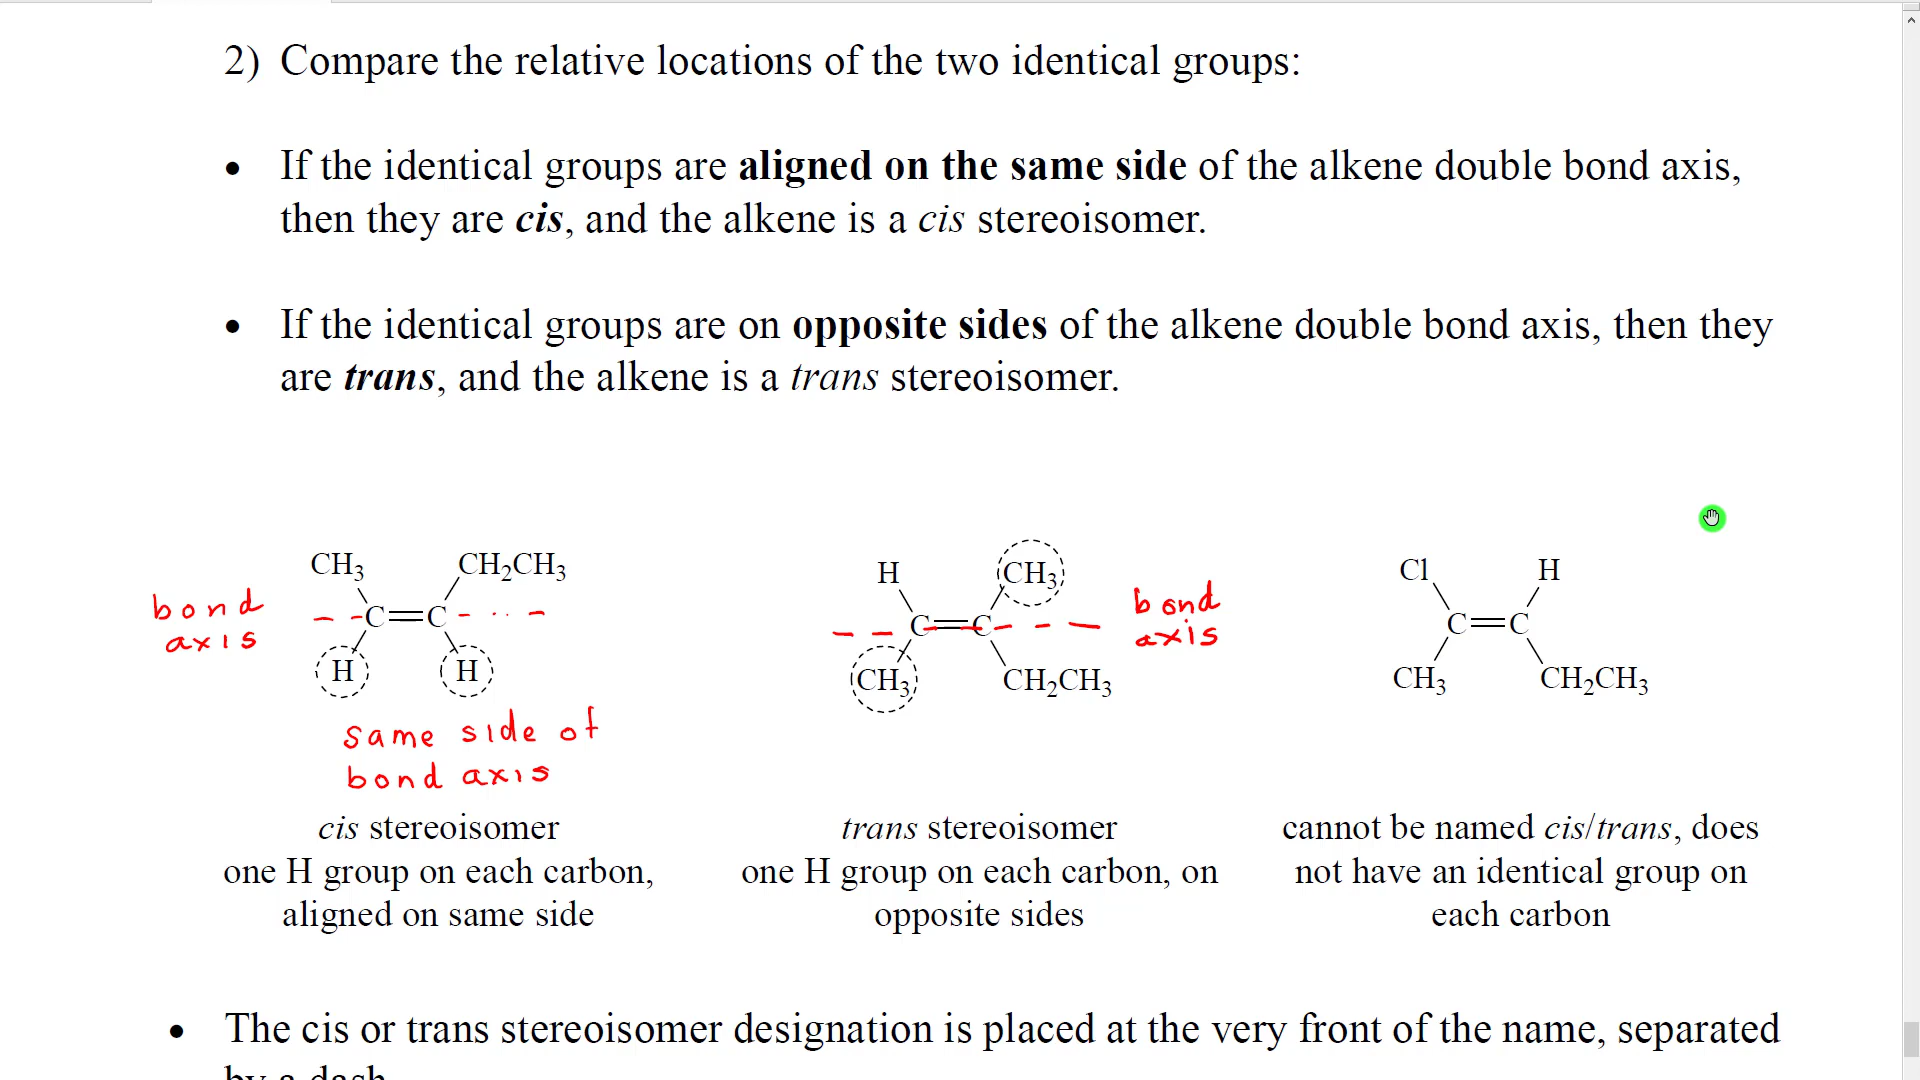 2) Compare the relative locations of the two identical groups:
• If the identical groups are aligned on the same side of the alkene double bond axis,
then they are cis, and the alkene is a cis stereoisomer.
• If the identical groups are on opposite sides of the alkene double bond axis, then they
are trans, and the alkene is a trans stereoisomer.
CH₃ CH₂CH₃
bond
axis
C=C
H H
same side of
bond axis
cis stereoisomer
one H group on each carbon,
aligned on same side
H CH₃
C=C
bond
axis
CH₃ CH₂CH₃
trans stereoisomer
one H group on each carbon, on
opposite sides
Cl H
C=C
CH₃ CH₂CH₃
cannot be named cis/trans, does
not have an identical group on
each carbon
• The cis or trans stereoisomer designation is placed at the very front of the name, separated
by a dash